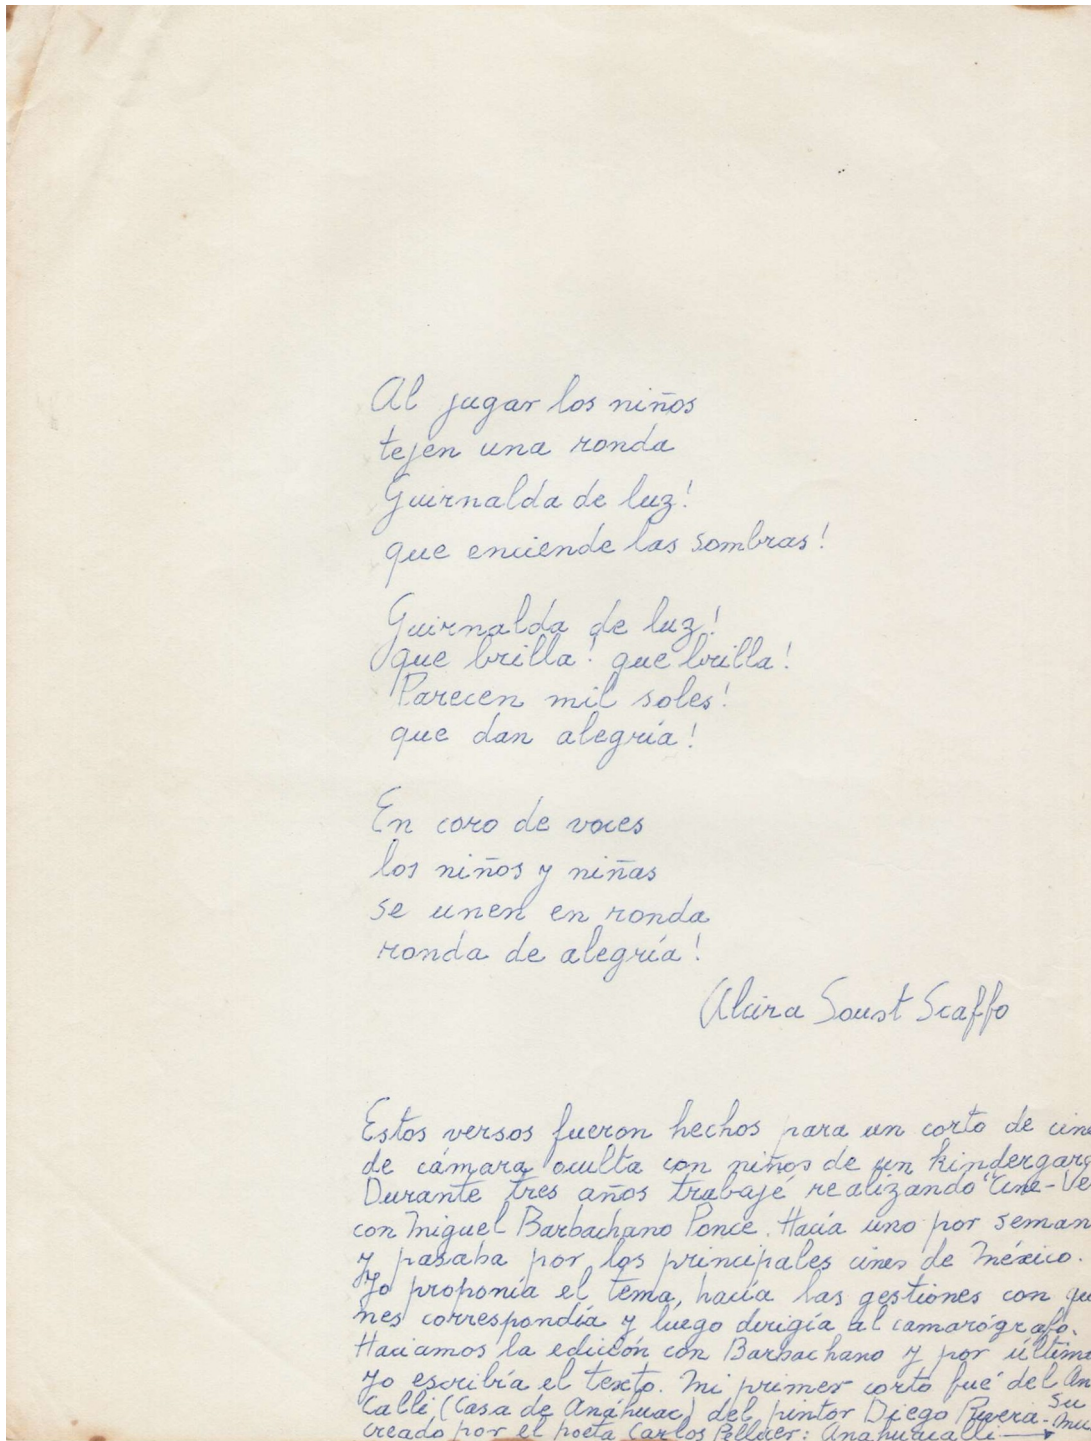 Al jugar los niños
tejen una ronda
Guirnalda de luz!
que enciende las sombras!
Guirnalda de luz!
que brilla! que brilla!
Parecen mil soles!
que dan alegría!
En coro de voces
los niños y niñas
se unen en ronda
ronda de alegría!
Alcira Soust Scaffo
Estos versos fueron hechos para un corto de cine
de cámara oculta con niños de un kindergar
Durante tres años trabajé realizando "Cine-Ve
con Miguel Barbachano Ponce. Hacía uno por seman
y pasaba por los principales cines de México.
Yo proponía el tema, hacía las gestiones con qu
nes correspondía y luego dirigía al camarógrafo.
Hacíamos la edición con Barbachano y por últim
yo escribía el texto. Mi primer corto fué del An
Calli (Casa de Anáhuac) del pintor Diego Rivera - Su
creado por el poeta Carlos Pellicer: Anahuacalli → mu